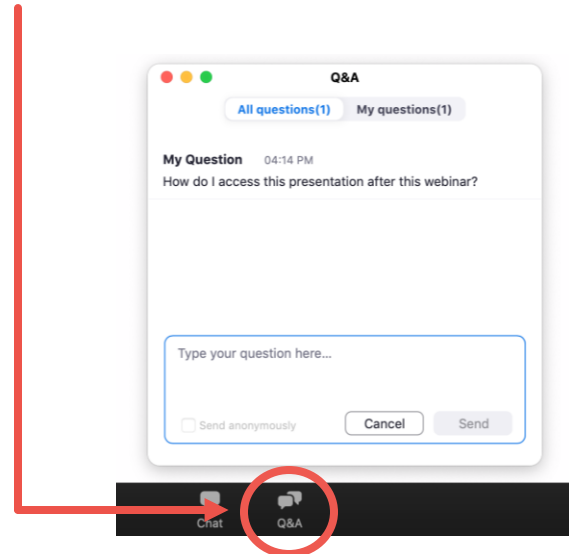 Q&A
All questions(1) My questions(1)
My Question 04:14 PM
How do I access this presentation after this webinar?
Type your question here...
Send anonymously Cancel Send
Chat Q&A